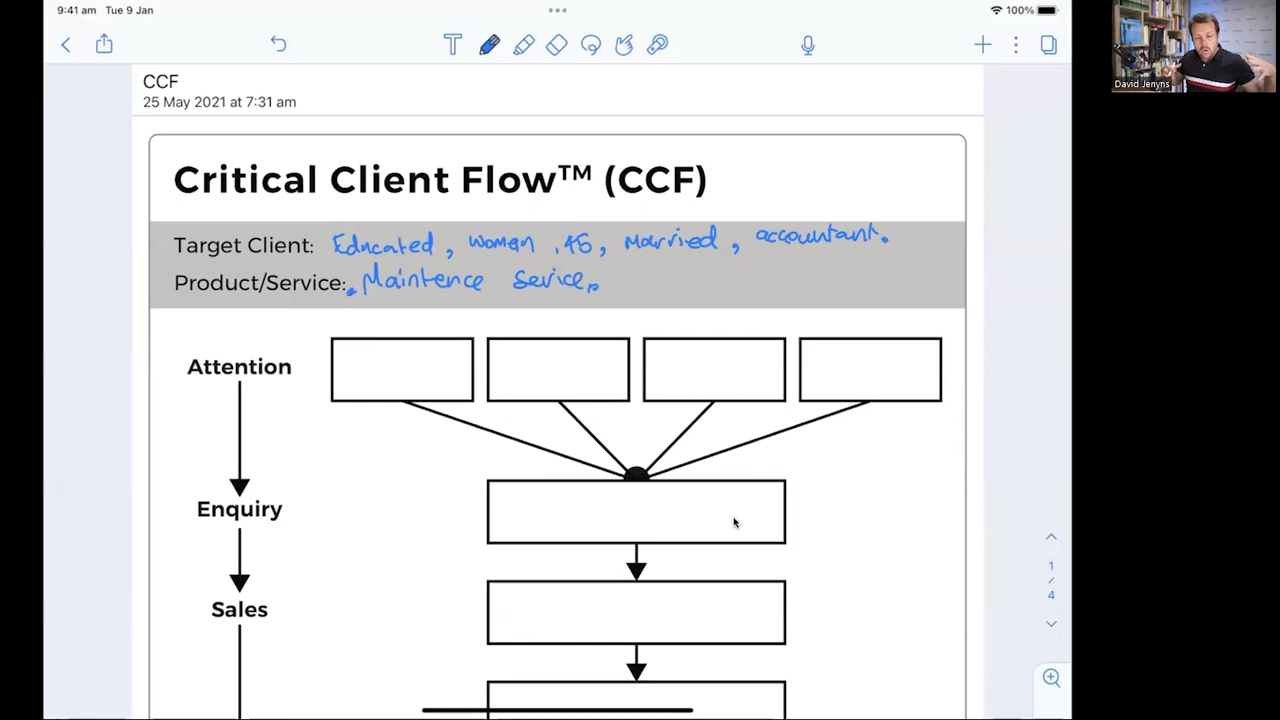 9:41 am Tue 9 Jan
100%
David Jenyns
CCF
25 May 2021 at 7:31 am
Critical Client Flow™ (CCF)
Target Client: Educated, woman, 45, married, accountant.
Product/Service: Maintence Sevice.
Attention
Enquiry
1
/
4
Sales